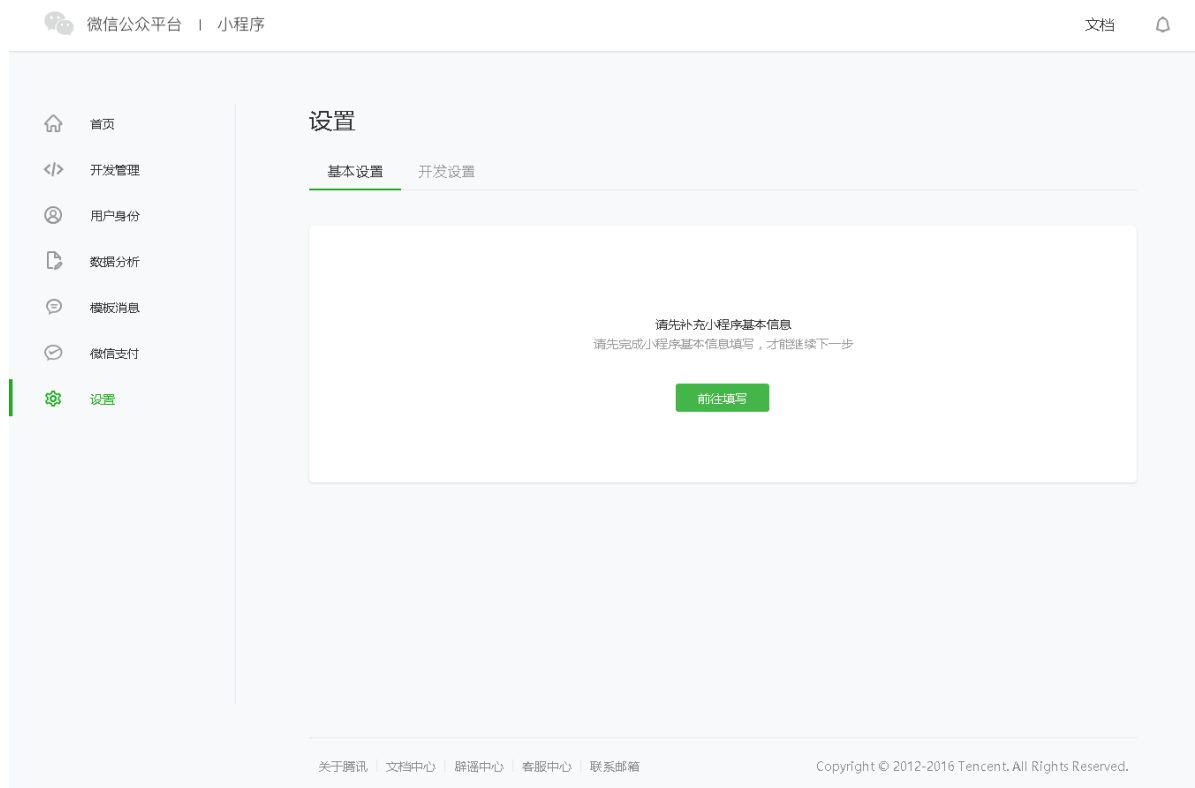 微信公众平台 | 小程序
文档
首页
开发管理
用户身份
数据分析
模板消息
微信支付
设置
设置
基本设置
开发设置
请先补充小程序基本信息
请先完成小程序基本信息填写，才能继续下一步
前往填写
关于腾讯 | 文档中心 | 辟谣中心 | 客服中心 | 联系邮箱
Copyright © 2012-2016 Tencent. All Rights Reserved.